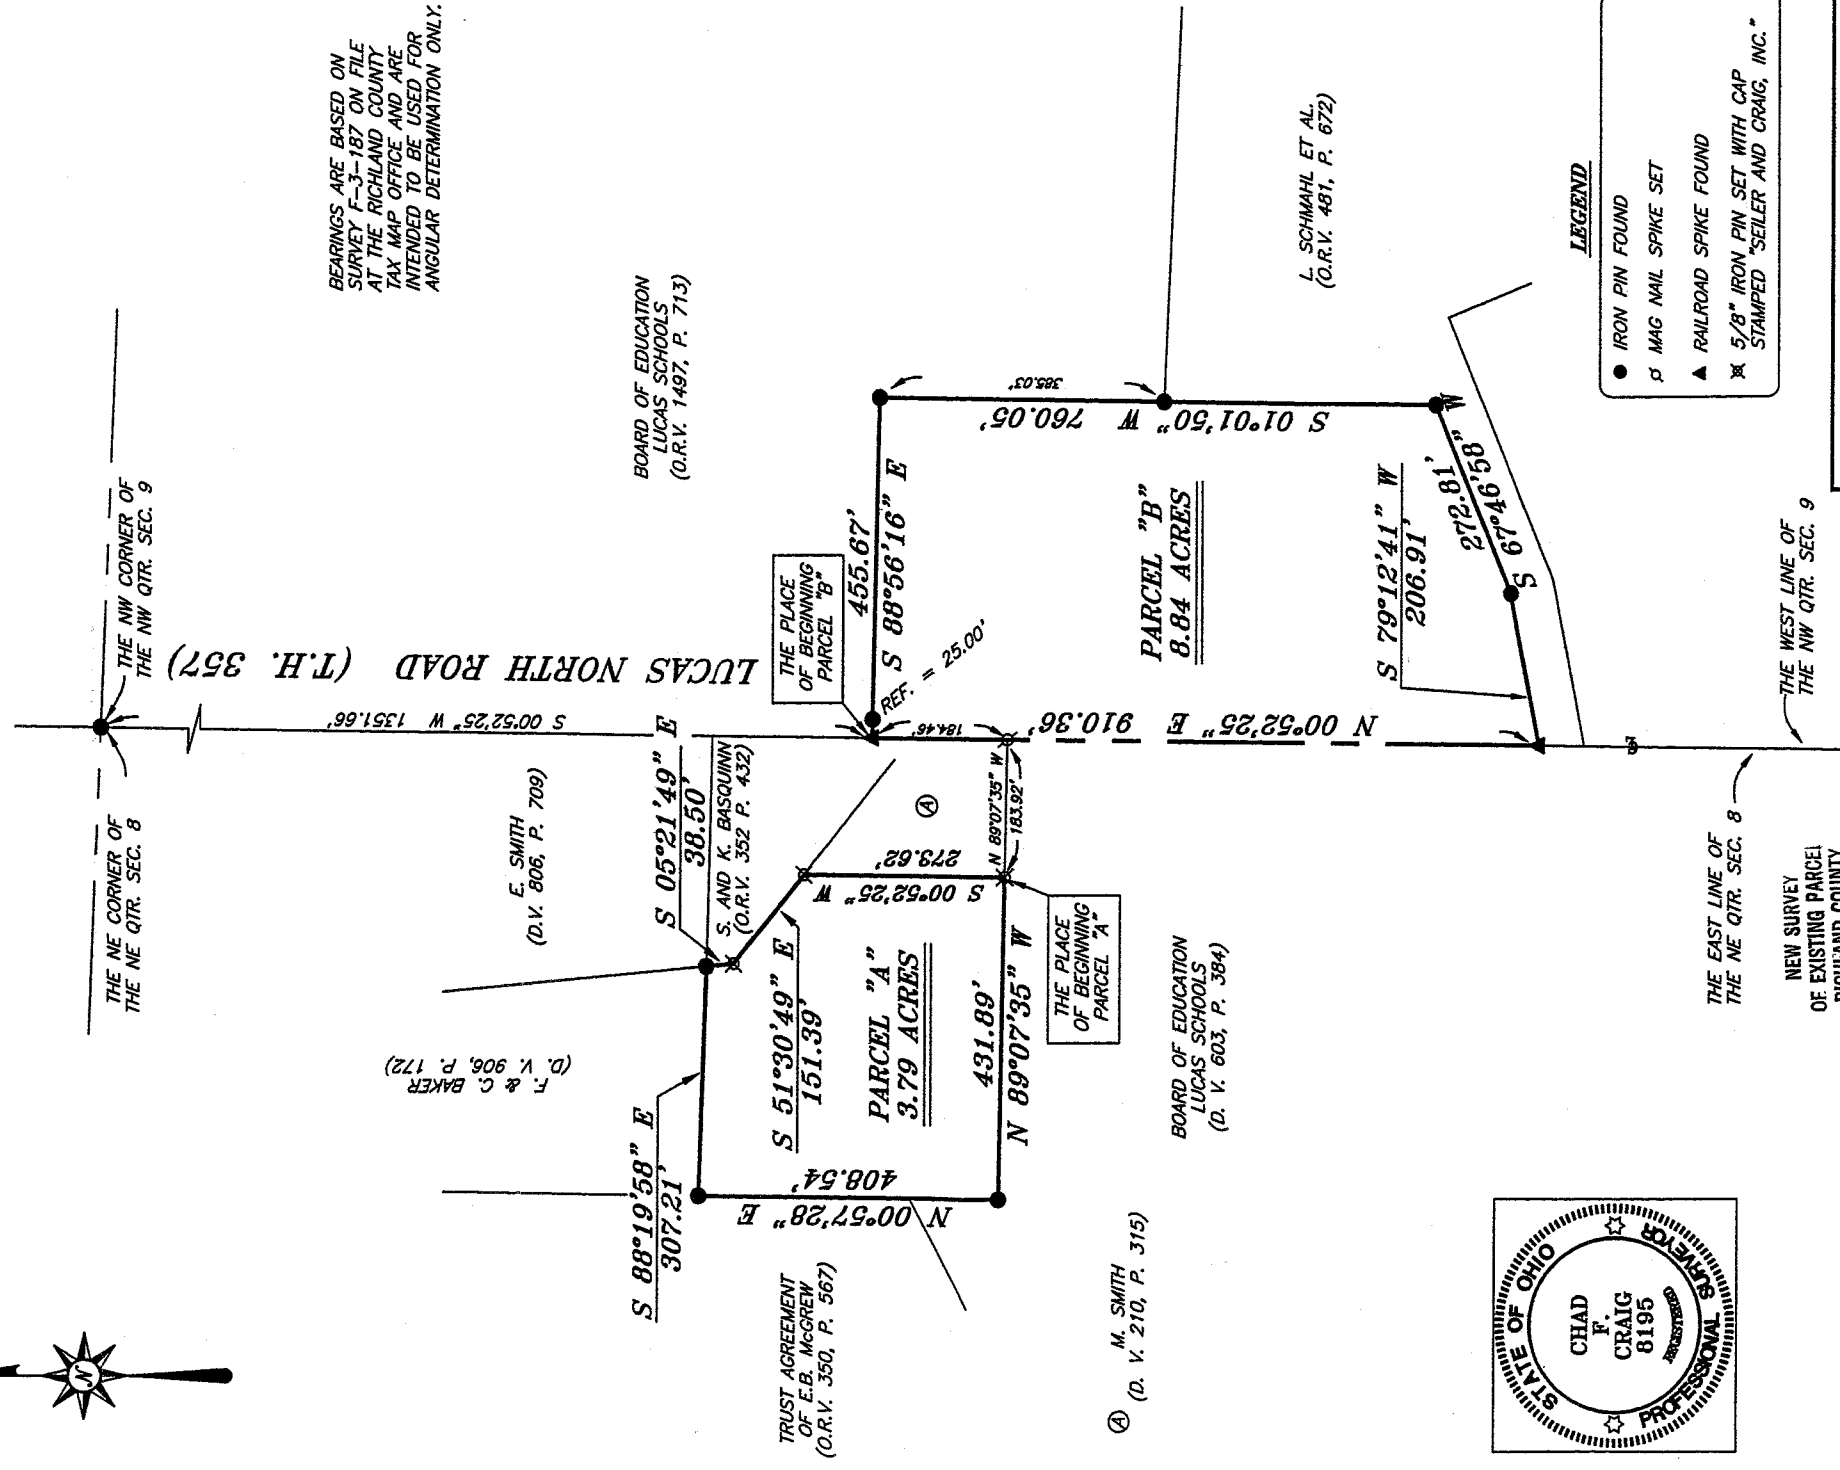 BEARINGS ARE BASED ON
SURVEY F-3-187 ON FILE
AT THE RICHLAND COUNTY
TAX MAP OFFICE AND ARE
INTENDED TO BE USED FOR
ANGULAR DETERMINATION ONLY.
THE NW CORNER OF
THE NW QTR. SEC. 9
THE NE CORNER OF
THE NE QTR. SEC. 8
LUCAS NORTH ROAD (T.H. 357)
S 00°52'25" W 1351.66'
BOARD OF EDUCATION
LUCAS SCHOOLS
(O.R.V. 1497, P. 713)
E. SMITH
(D.V. 806, P. 709)
F. & C. BAKER
(D. V. 906, P. 172)
THE PLACE
OF BEGINNING
PARCEL "B"
455.67'
S 88°56'16" E
REF. = 25.00'
184.46'
385.03'
S 01°01'50" W 760.05'
L. SCHMAHL ET AL.
(O.R.V. 481, P. 672)
PARCEL "B"
8.84 ACRES
S 79°12'41" W
206.91'
272.81'
S 67°46'58" W
N 00°52'25" E 910.36'
S 05°21'49" E
38.50'
S. AND K. BASQUINN
(O.R.V. 352 P. 432)
A
N 89°07'35" W
183.92'
273.62'
S 00°52'25" W
S 51°30'49" E
151.39'
PARCEL "A"
3.79 ACRES
431.89'
N 89°07'35" W
THE PLACE
OF BEGINNING
PARCEL "A"
S 88°19'58" E
307.21'
408.54'
N 00°57'28" E
TRUST AGREEMENT
OF E.B. McGREW
(O.R.V. 350, P. 567)
BOARD OF EDUCATION
LUCAS SCHOOLS
(D. V. 603, P. 384)
A M. SMITH
(D. V. 210, P. 315)
LEGEND
IRON PIN FOUND
MAG NAIL SPIKE SET
RAILROAD SPIKE FOUND
5/8" IRON PIN SET WITH CAP
STAMPED "SEILER AND CRAIG, INC."
THE WEST LINE OF
THE NW QTR. SEC. 9
THE EAST LINE OF
THE NE QTR. SEC. 8
NEW SURVEY
OF EXISTING PARCEL
RICHLAND COUNTY
N
STATE OF OHIO
CHAD
F.
CRAIG
8195
REGISTERED
PROFESSIONAL SURVEYOR